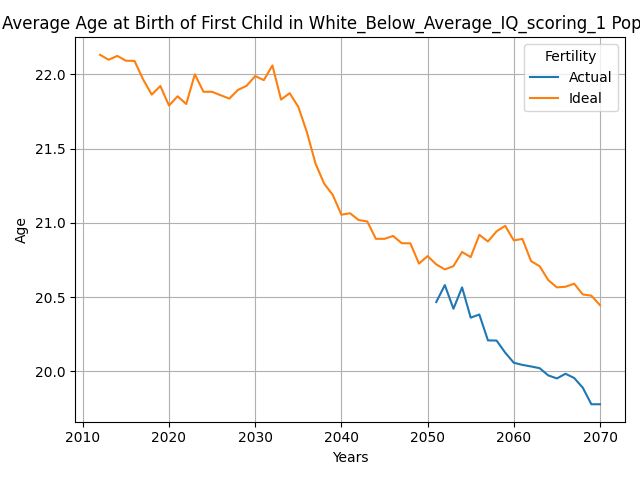 Average Age at Birth of First Child in White_Below_Average_IQ_scoring_1 Pop
Fertility
Actual
Ideal
22.0
21.5
21.0
20.5
20.0
Age
2010 2020 2030 2040 2050 2060 2070
Years